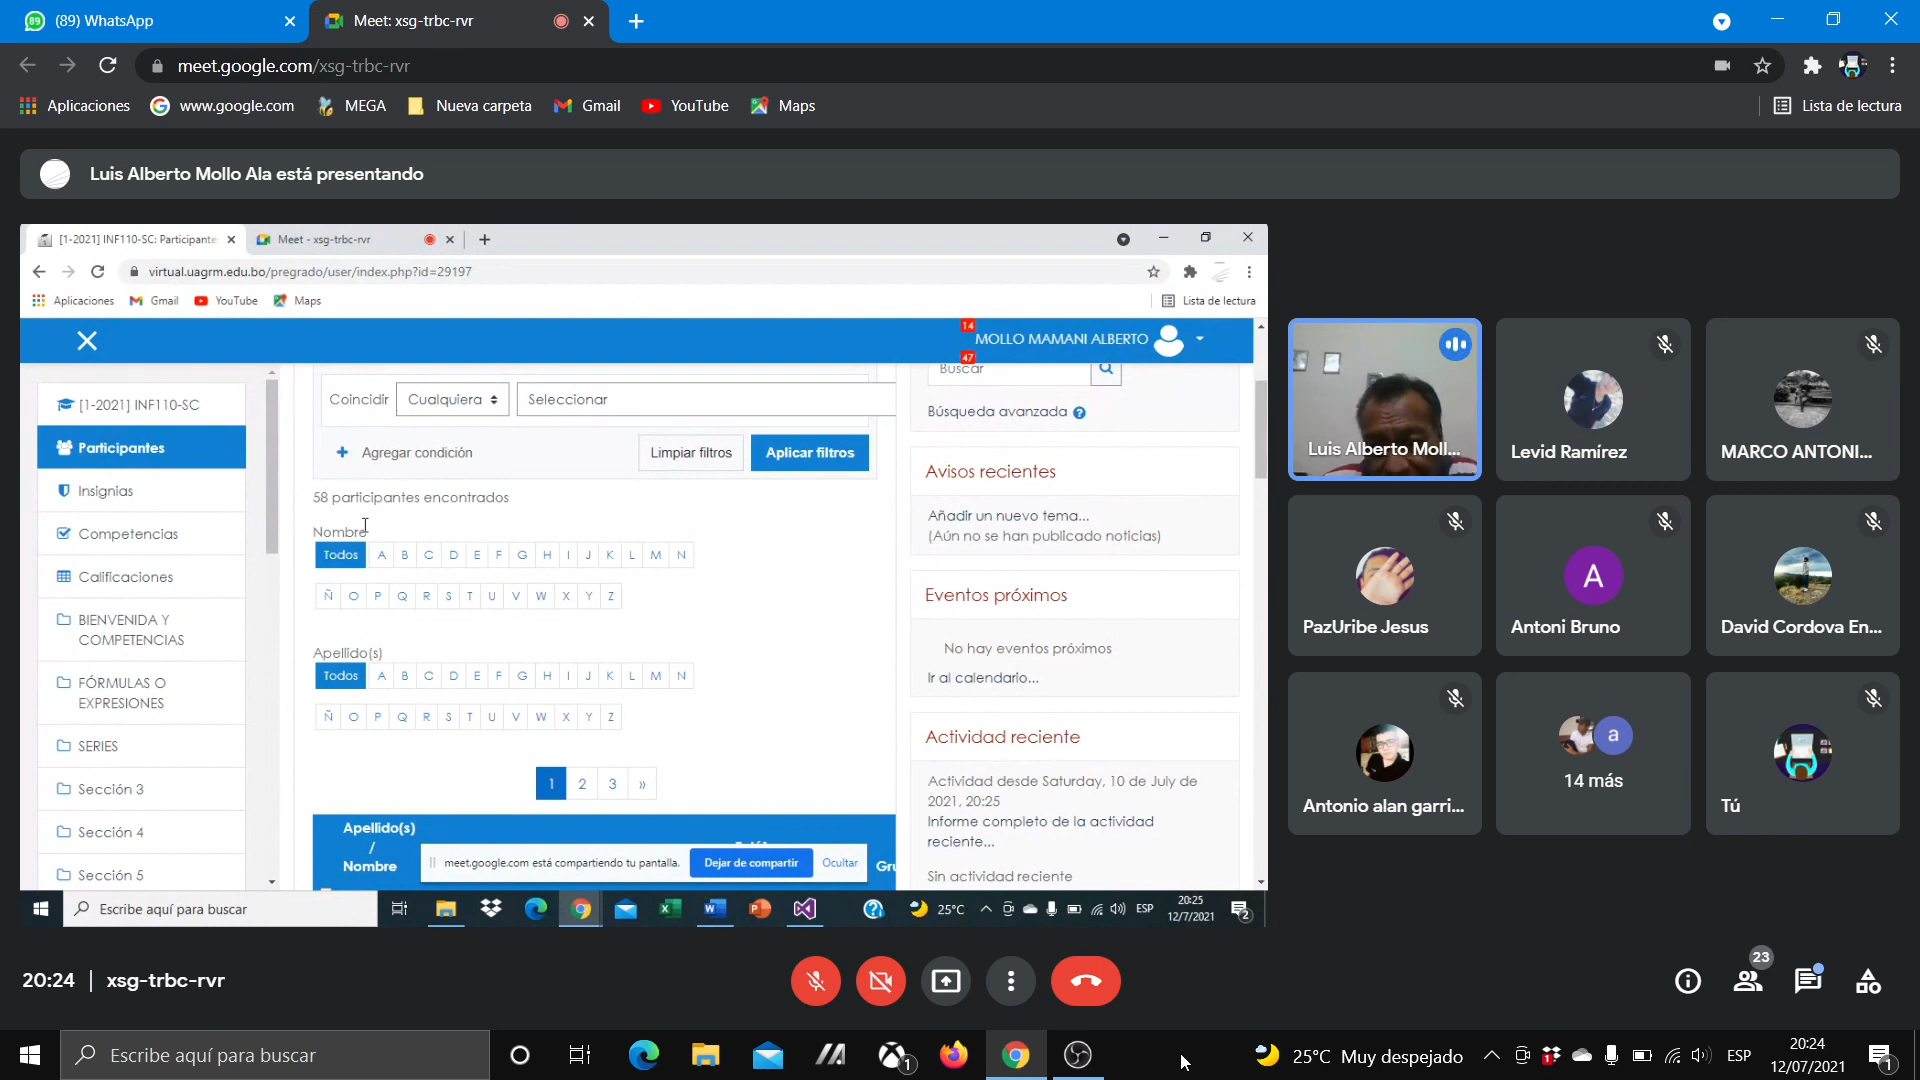 (89) WhatsApp
Meet: xsg-trbc-rvr
meet.google.com/xsg-trbc-rvr
Aplicaciones
www.google.com
MEGA
Nueva carpeta
Gmail
YouTube
Maps
Lista de lectura
Luis Alberto Mollo Ala está presentando
[1-2021] INF110-SC: Participante
Meet - xsg-trbc-rvr
virtual.uagrm.edu.bo/pregrado/user/index.php?id=29197
Aplicaciones
Gmail
YouTube
Maps
Lista de lectura
14
47
MOLLO MAMANI ALBERTO
[1-2021] INF110-SC
Participantes
Insignias
Competencias
Calificaciones
BIENVENIDA Y
COMPETENCIAS
FÓRMULAS O
EXPRESIONES
SERIES
Sección 3
Sección 4
Sección 5
Coincidir
Cualquiera
Seleccionar
Agregar condición
Limpiar filtros
Aplicar filtros
58 participantes encontrados
Nombre
Todos A B C D E F G H I J K L M N
Ñ O P Q R S T U V W X Y Z
Apellido(s)
Todos A B C D E F G H I J K L M N
Ñ O P Q R S T U V W X Y Z
1 2 3 »
Apellido(s)
/
Nombre
Gru
meet.google.com está compartiendo tu pantalla.
Dejar de compartir
Ocultar
Buscar
Búsqueda avanzada
Avisos recientes
Añadir un nuevo tema...
(Aún no se han publicado noticias)
Eventos próximos
No hay eventos próximos
Ir al calendario...
Actividad reciente
Actividad desde Saturday, 10 de July de
2021, 20:25
Informe completo de la actividad
reciente...
Sin actividad reciente
Escribe aquí para buscar
25°C
ESP
20:25
12/7/2021
2
Luis Alberto Moll...
Levid Ramírez
MARCO ANTONI...
PazUribe Jesus
A
Antoni Bruno
David Cordova En...
Antonio alan garri...
a
14 más
Tú
20:24 | xsg-trbc-rvr
23
Escribe aquí para buscar
1
25°C Muy despejado
1
ESP
20:24
12/07/2021
1